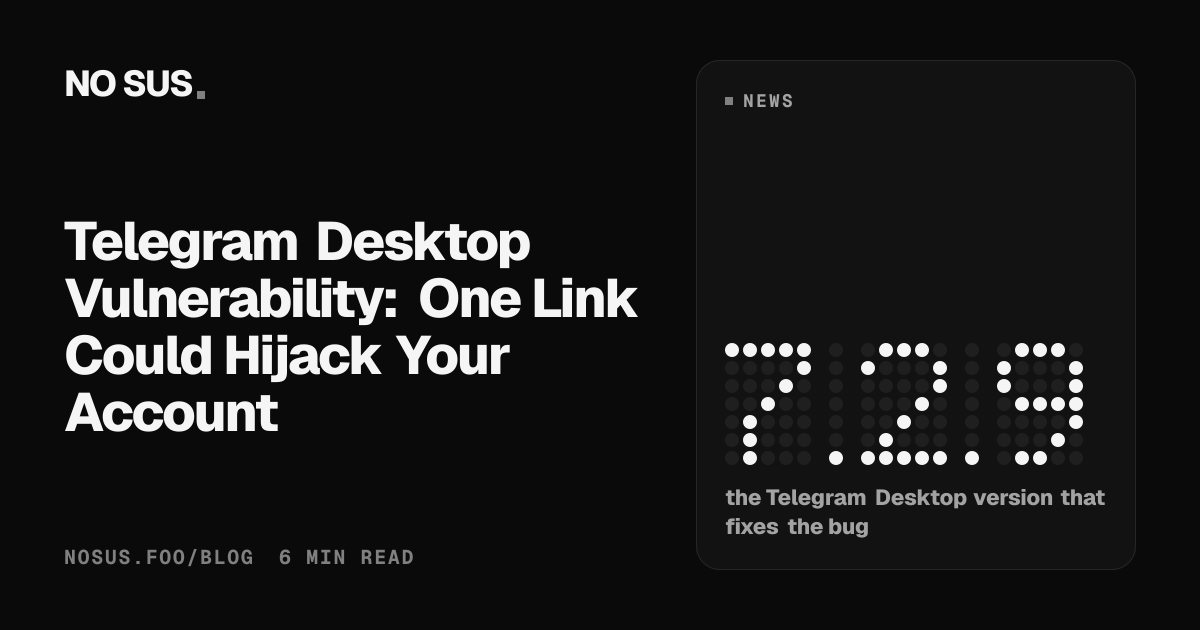 NO SUS.
Telegram Desktop
Vulnerability: One Link
Could Hijack Your
Account
NOSUS.FOO/BLOG 6 MIN READ
NEWS
7.2.9
the Telegram Desktop version that
fixes the bug